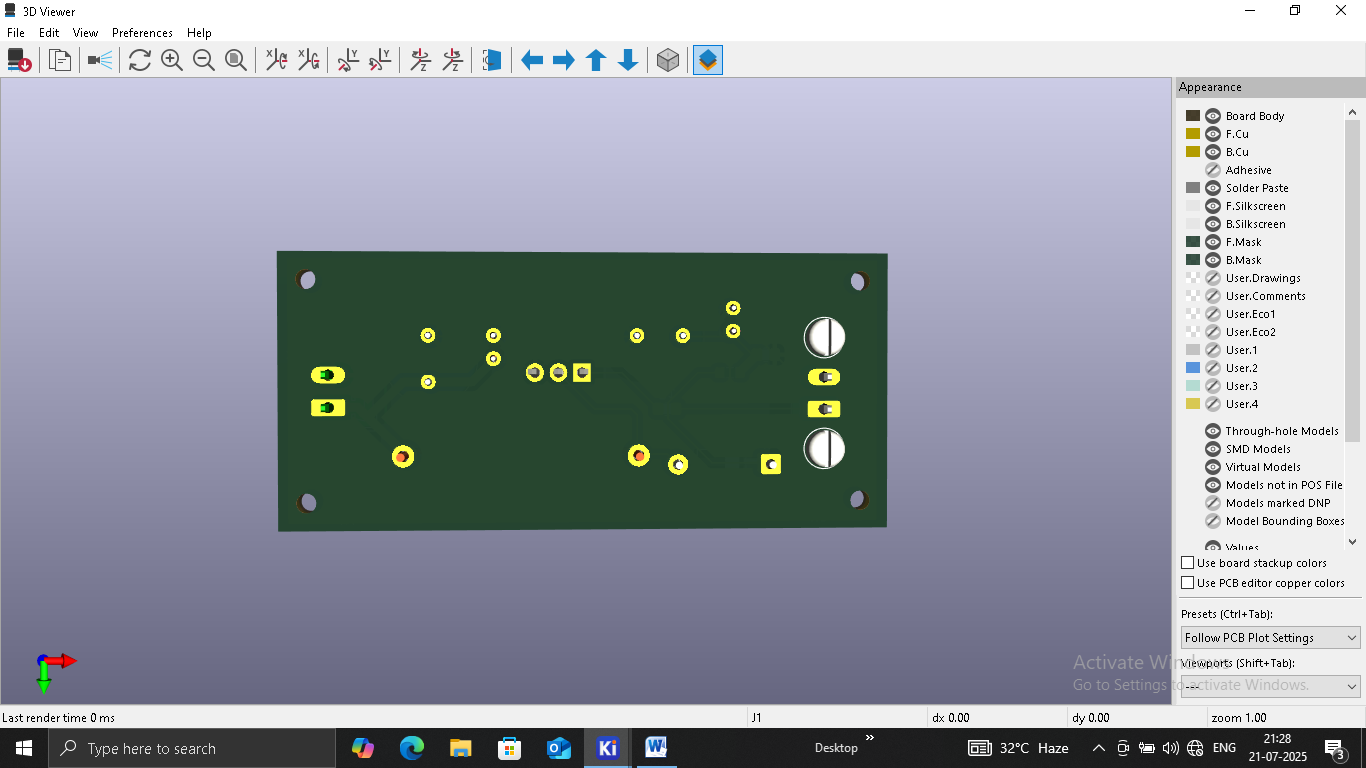 3D Viewer
File Edit View Preferences Help
X X Y Y Z Z
Appearance
Board Body
F.Cu
B.Cu
Adhesive
Solder Paste
F.Silkscreen
B.Silkscreen
F.Mask
B.Mask
User.Drawings
User.Comments
User.Eco1
User.Eco2
User.1
User.2
User.3
User.4
Through-hole Models
SMD Models
Virtual Models
Models not in POS File
Models marked DNP
Model Bounding Boxes
Values
Use board stackup colors
Use PCB editor copper colors
Presets (Ctrl+Tab):
Follow PCB Plot Settings
Viewports (Shift+Tab):
---
Activate Windows
Go to Settings to activate Windows.
Last render time 0 ms J1 dx 0.00 dy 0.00 zoom 1.00
Type here to search Ki W Desktop » 32°C Haze ENG 21:28
21-07-2025 3